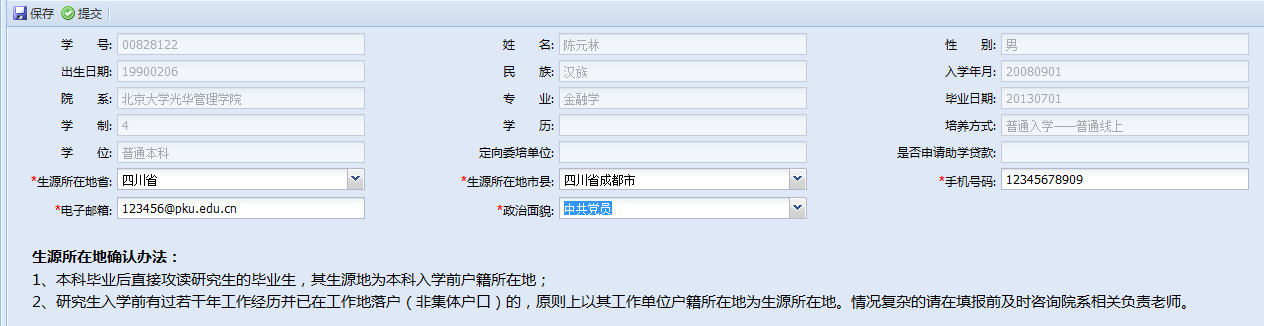 保存 提交
学 号: 00828122 姓 名: 陈元林 性 别: 男
出生日期: 19900206 民 族: 汉族 入学年月: 20080901
院 系: 北京大学光华管理学院 专 业: 金融学 毕业日期: 20130701
学 制: 4 学 历: 培养方式: 普通入学——普通线上
学 位: 普通本科 定向委培单位: 是否申请助学贷款:
*生源所在地省: 四川省 *生源所在地市县: 四川省成都市 *手机号码: 12345678909
*电子邮箱: 123456@pku.edu.cn *政治面貌: 中共党员
生源所在地确认办法：
1、本科毕业后直接攻读研究生的毕业生，其生源地为本科入学前户籍所在地；
2、研究生入学前有过若干年工作经历并已在工作地落户（非集体户口）的，原则上以其工作单位户籍所在地为生源所在地。情况复杂的请在填报前及时咨询院系相关负责老师。